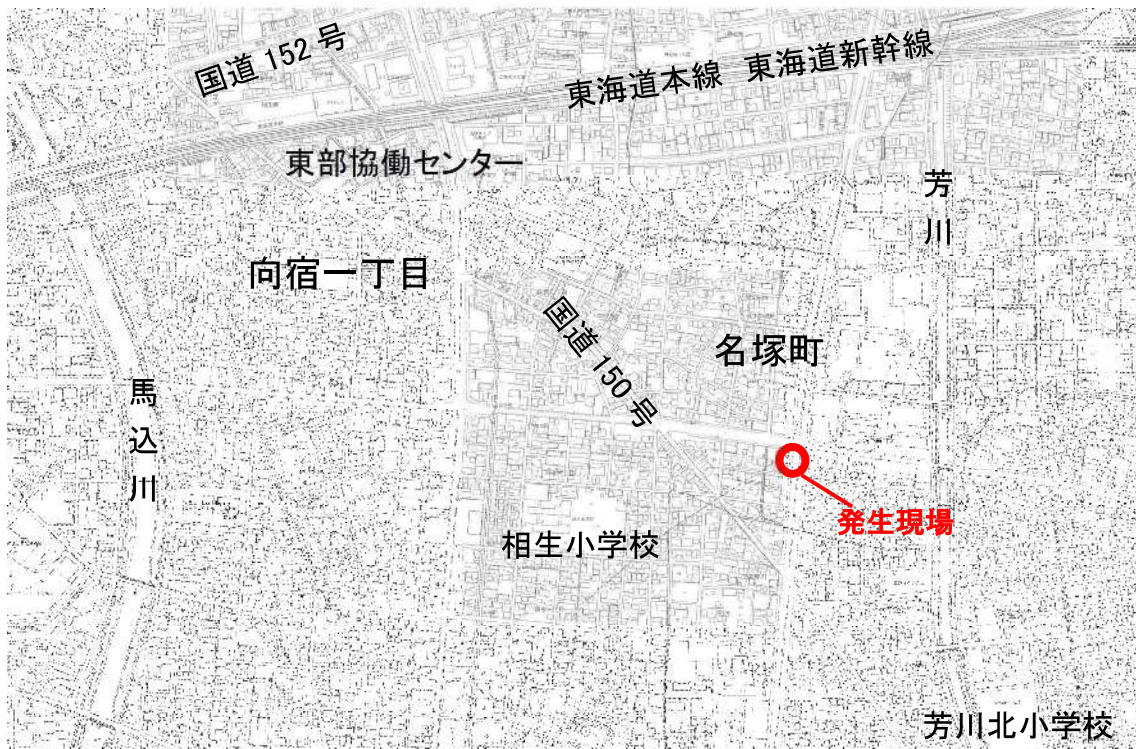 国道 152 号
東海道本線 東海道新幹線
東部協働センター
芳川
向宿一丁目
国道 150 号
名塚町
馬込川
発生現場
相生小学校
芳川北小学校